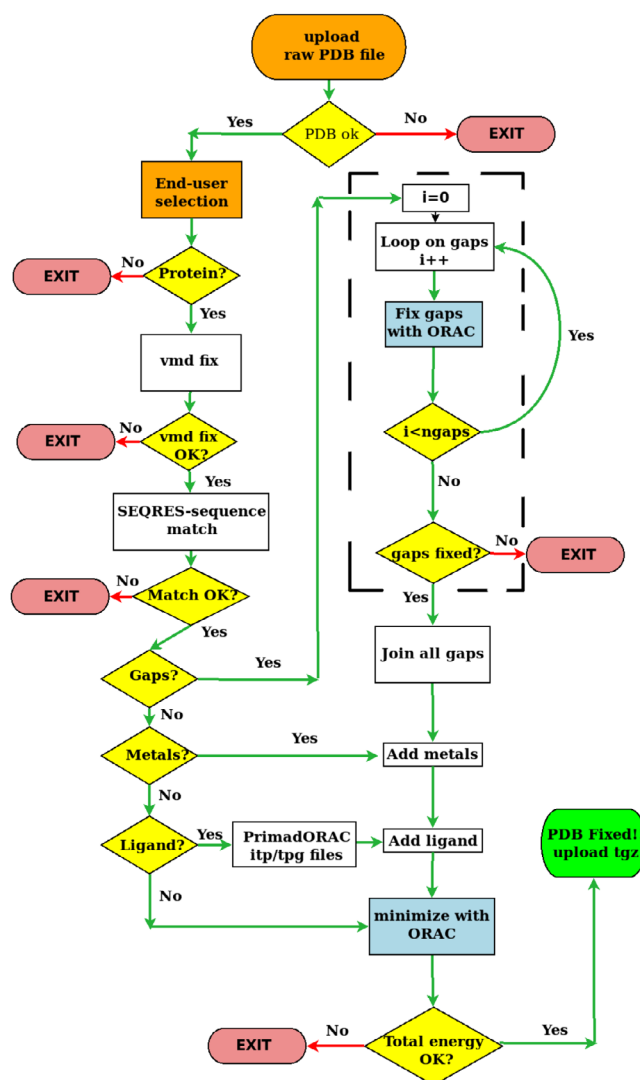 upload
raw PDB file
Yes
PDB ok
No
EXIT
End-user
selection
i=0
Loop on gaps
i++
EXIT
No
Protein?
Yes
Fix gaps
with ORAC
Yes
vmd fix
EXIT
No
vmd fix
OK?
i<ngaps
Yes
No
SEQRES-sequence
match
gaps fixed?
No
EXIT
EXIT
No
Match OK?
Yes
Yes
Join all gaps
Gaps?
Yes
No
Metals?
Yes
Add metals
No
Ligand?
Yes
PrimadORAC
itp/tpg files
Add ligand
PDB Fixed!
upload tgz
No
minimize with
ORAC
EXIT
No
Total energy
OK?
Yes